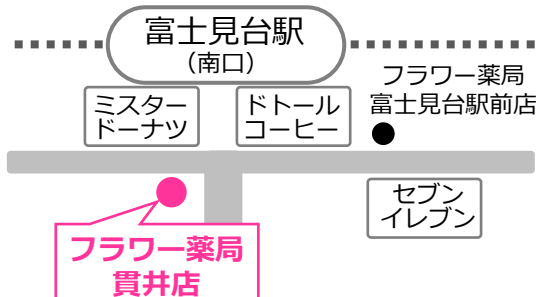 富士見台駅
（南口）
ミスター
ドーナツ
ドトール
コーヒー
フラワー薬局
富士見台駅前店
セブン
イレブン
フラワー薬局
貫井店